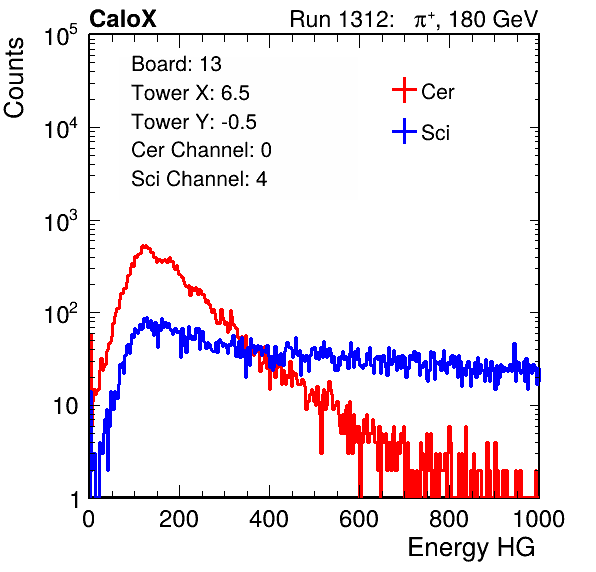 CaloX Run 1312: π⁺, 180 GeV
Counts
Board: 13
Tower X: 6.5
Tower Y: -0.5
Cer Channel: 0
Sci Channel: 4
Cer
Sci
10⁵
10⁴
10³
10²
10
1
0 200 400 600 800 1000
Energy HG